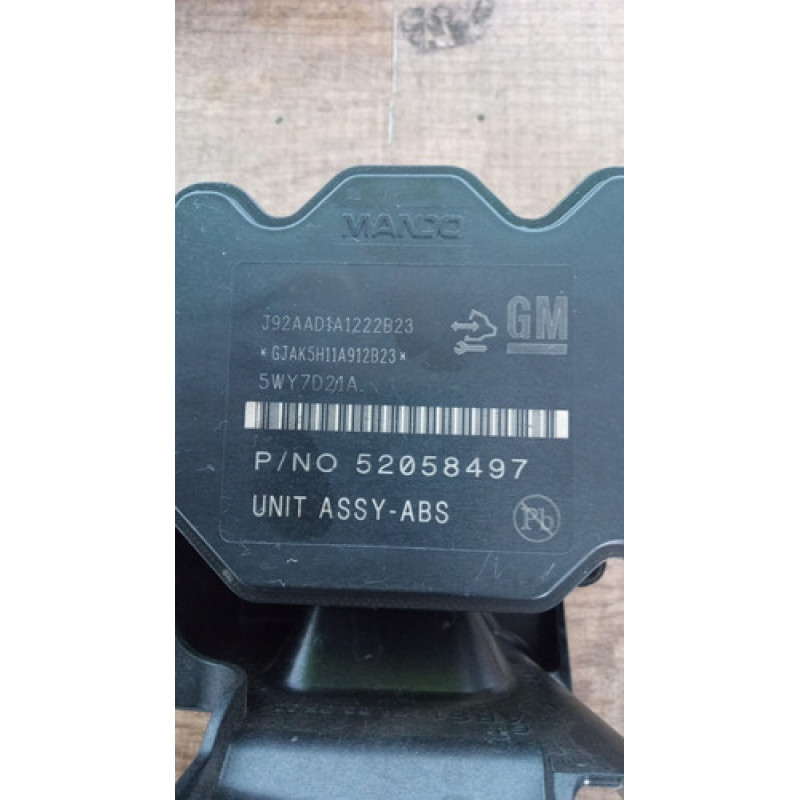 MANDO
J92AAD1A1222B23
GM
*GJAK5H11A912B23*
5WY7D21A
P/NO 52058497
UNIT ASSY-ABS
Pb